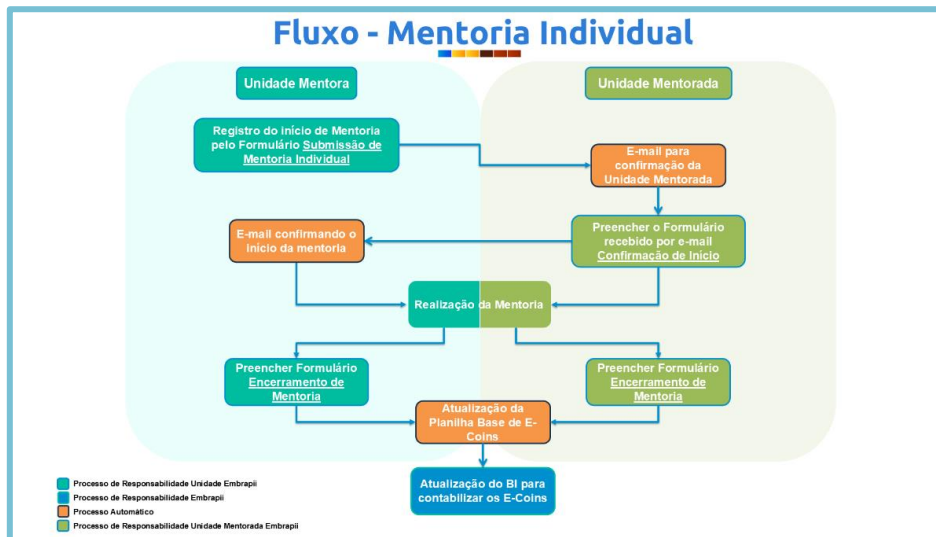 Fluxo - Mentoria Individual
Unidade Mentora
Unidade Mentorada
Registro do início de Mentoria
pelo Formulário Submissão de
Mentoria Individual
E-mail para
confirmação da
Unidade Mentorada
E-mail confirmando o
início da mentoria
Preencher o Formulário
recebido por e-mail
Confirmação de Início
Realização da Mentoria
Preencher Formulário
Encerramento de
Mentoria
Preencher Formulário
Encerramento de
Mentoria
Atualização da
Planilha Base de E-
Coins
Atualização do BI para
contabilizar os E-Coins
Processo de Responsabilidade Unidade Embrapii
Processo de Responsabilidade Embrapii
Processo Automático
Processo de Responsabilidade Unidade Mentorada Embrapii